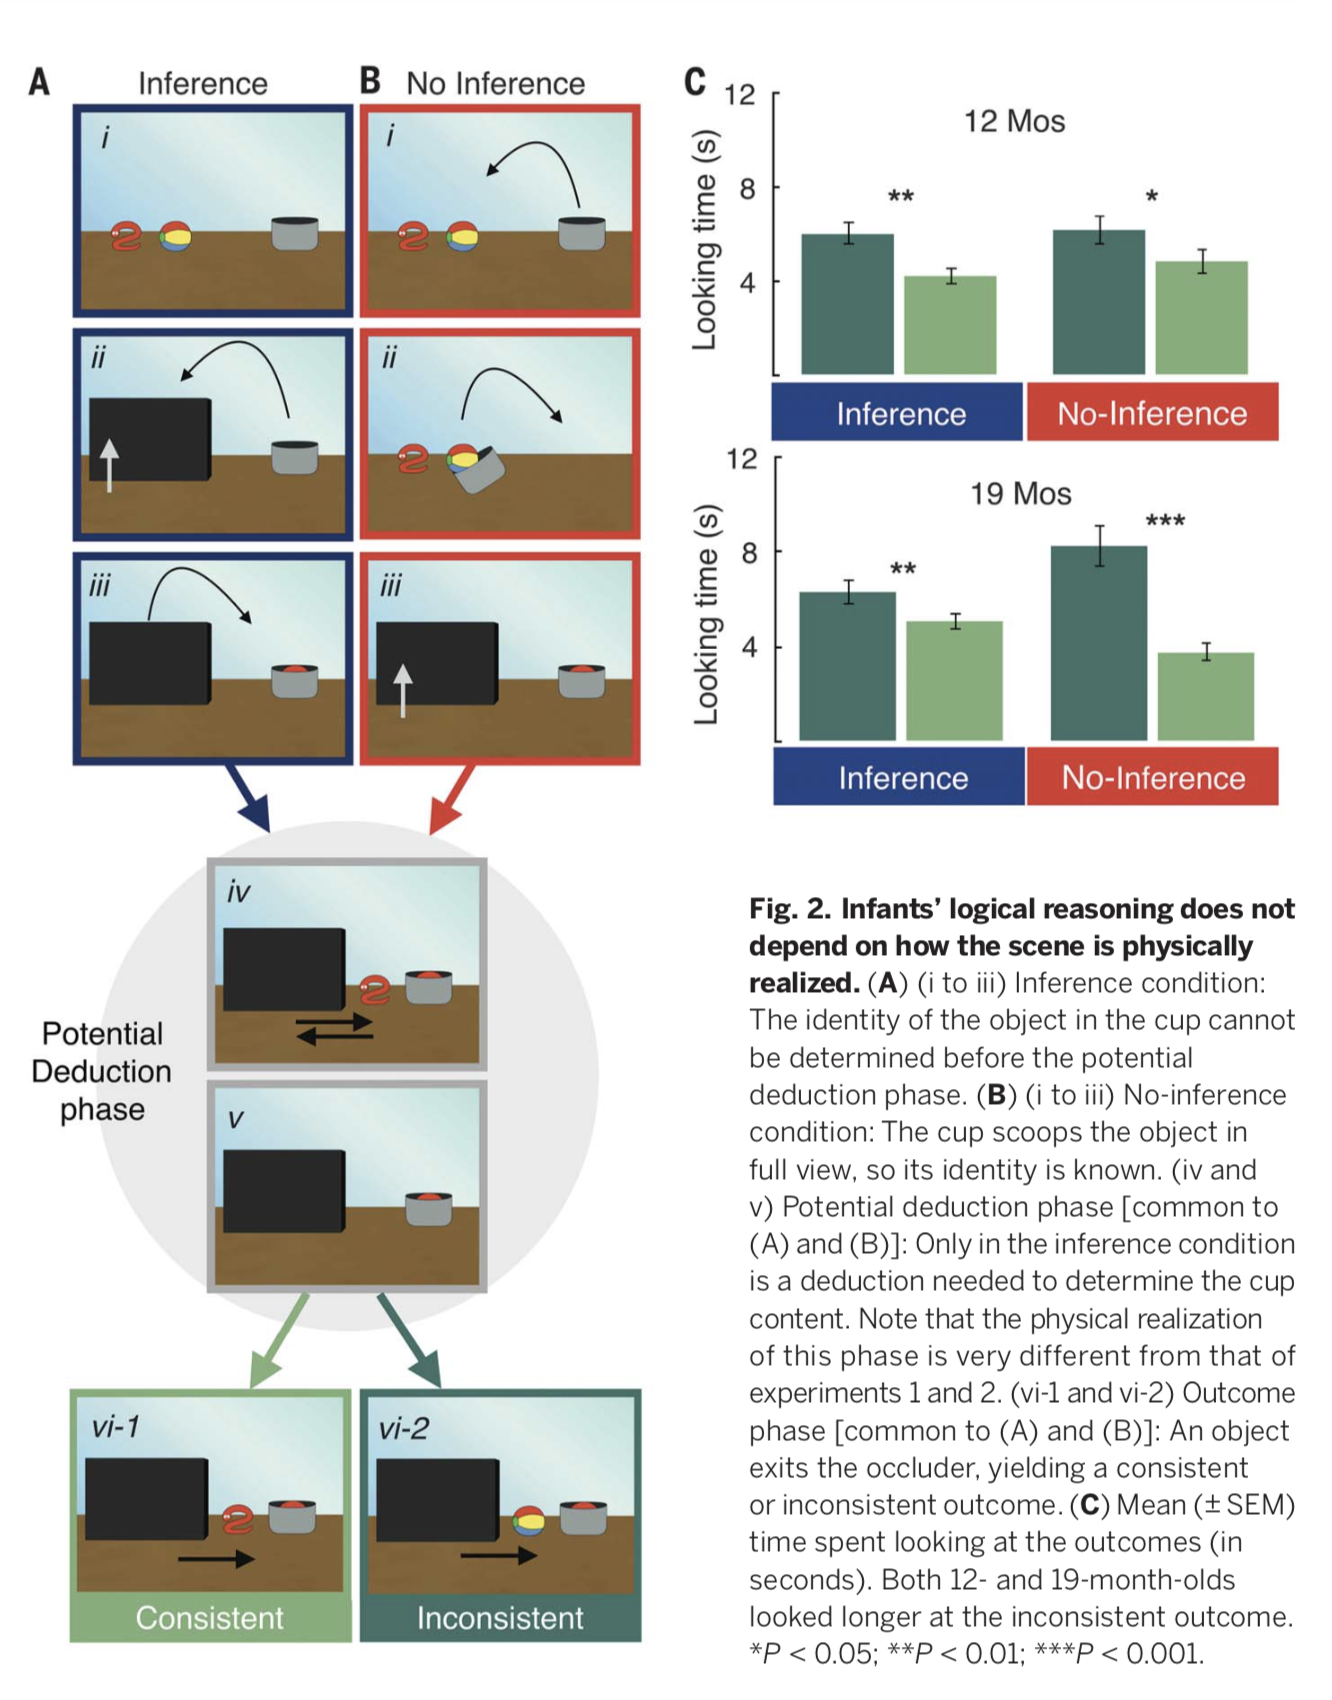 A Inference
B No Inference
i
i
ii
ii
iii
iii
Potential
Deduction
phase
iv
v
vi-1
Consistent
vi-2
Inconsistent
C
12
12 Mos
Looking time (s)
8
**
*
4
Inference
No-Inference
12
19 Mos
Looking time (s)
8
**
***
4
Inference
No-Inference
Fig. 2. Infants’ logical reasoning does not
depend on how the scene is physically
realized. (A) (i to iii) Inference condition:
The identity of the object in the cup cannot
be determined before the potential
deduction phase. (B) (i to iii) No-inference
condition: The cup scoops the object in
full view, so its identity is known. (iv and
v) Potential deduction phase [common to
(A) and (B)]: Only in the inference condition
is a deduction needed to determine the cup
content. Note that the physical realization
of this phase is very different from that of
experiments 1 and 2. (vi-1 and vi-2) Outcome
phase [common to (A) and (B)]: An object
exits the occluder, yielding a consistent
or inconsistent outcome. (C) Mean (± SEM)
time spent looking at the outcomes (in
seconds). Both 12- and 19-month-olds
looked longer at the inconsistent outcome.
*P < 0.05; **P < 0.01; ***P < 0.001.